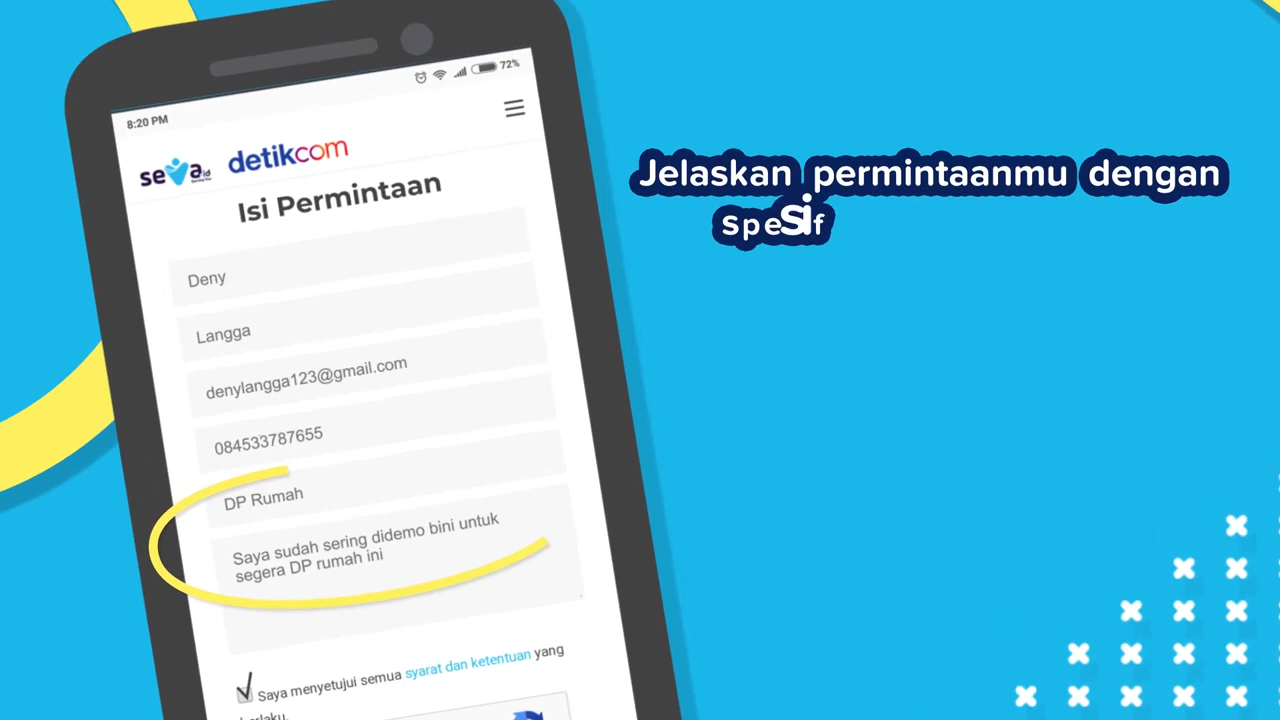 8:20 PM
72%
seva.id
detikcom
Isi Permintaan
Deny
Langga
denylangga123@gmail.com
084533787655
DP Rumah
Saya sudah sering didemo bini untuk
segera DP rumah ini
Saya menyetujui semua syarat dan ketentuan yang
berlaku.
Jelaskan permintaanmu dengan
spesif